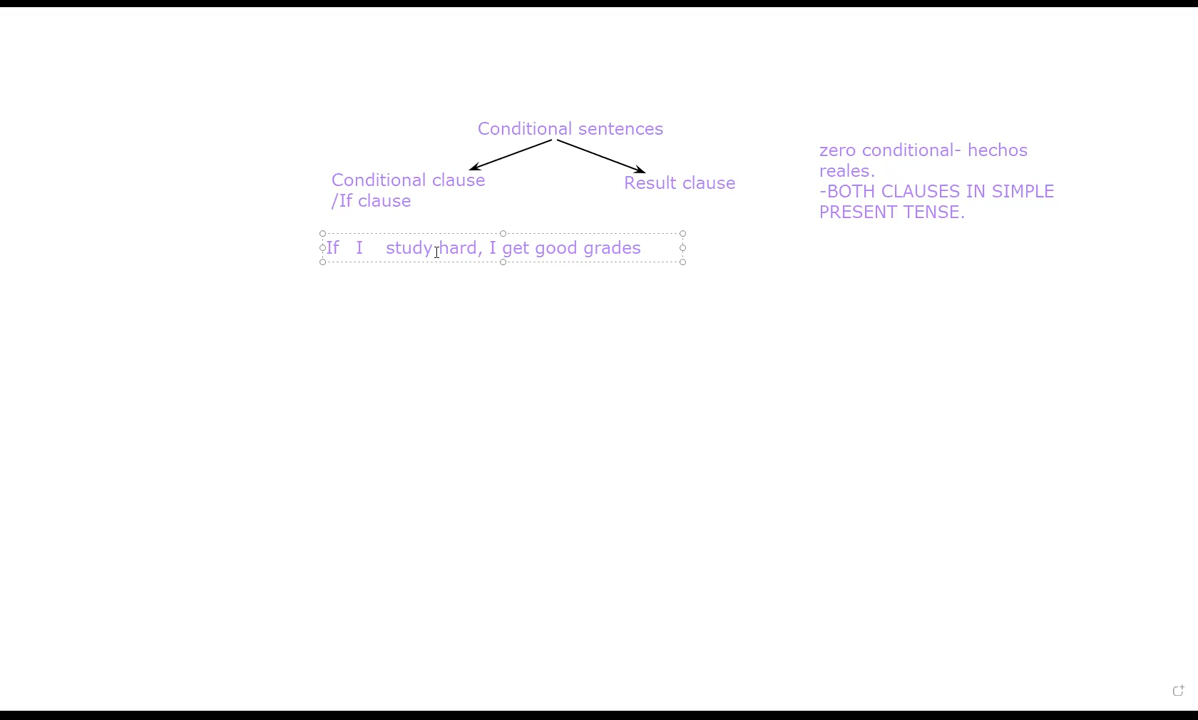 Conditional sentences
Conditional clause
/If clause
Result clause
If I study hard, I get good grades
zero conditional- hechos
reales.
-BOTH CLAUSES IN SIMPLE
PRESENT TENSE.